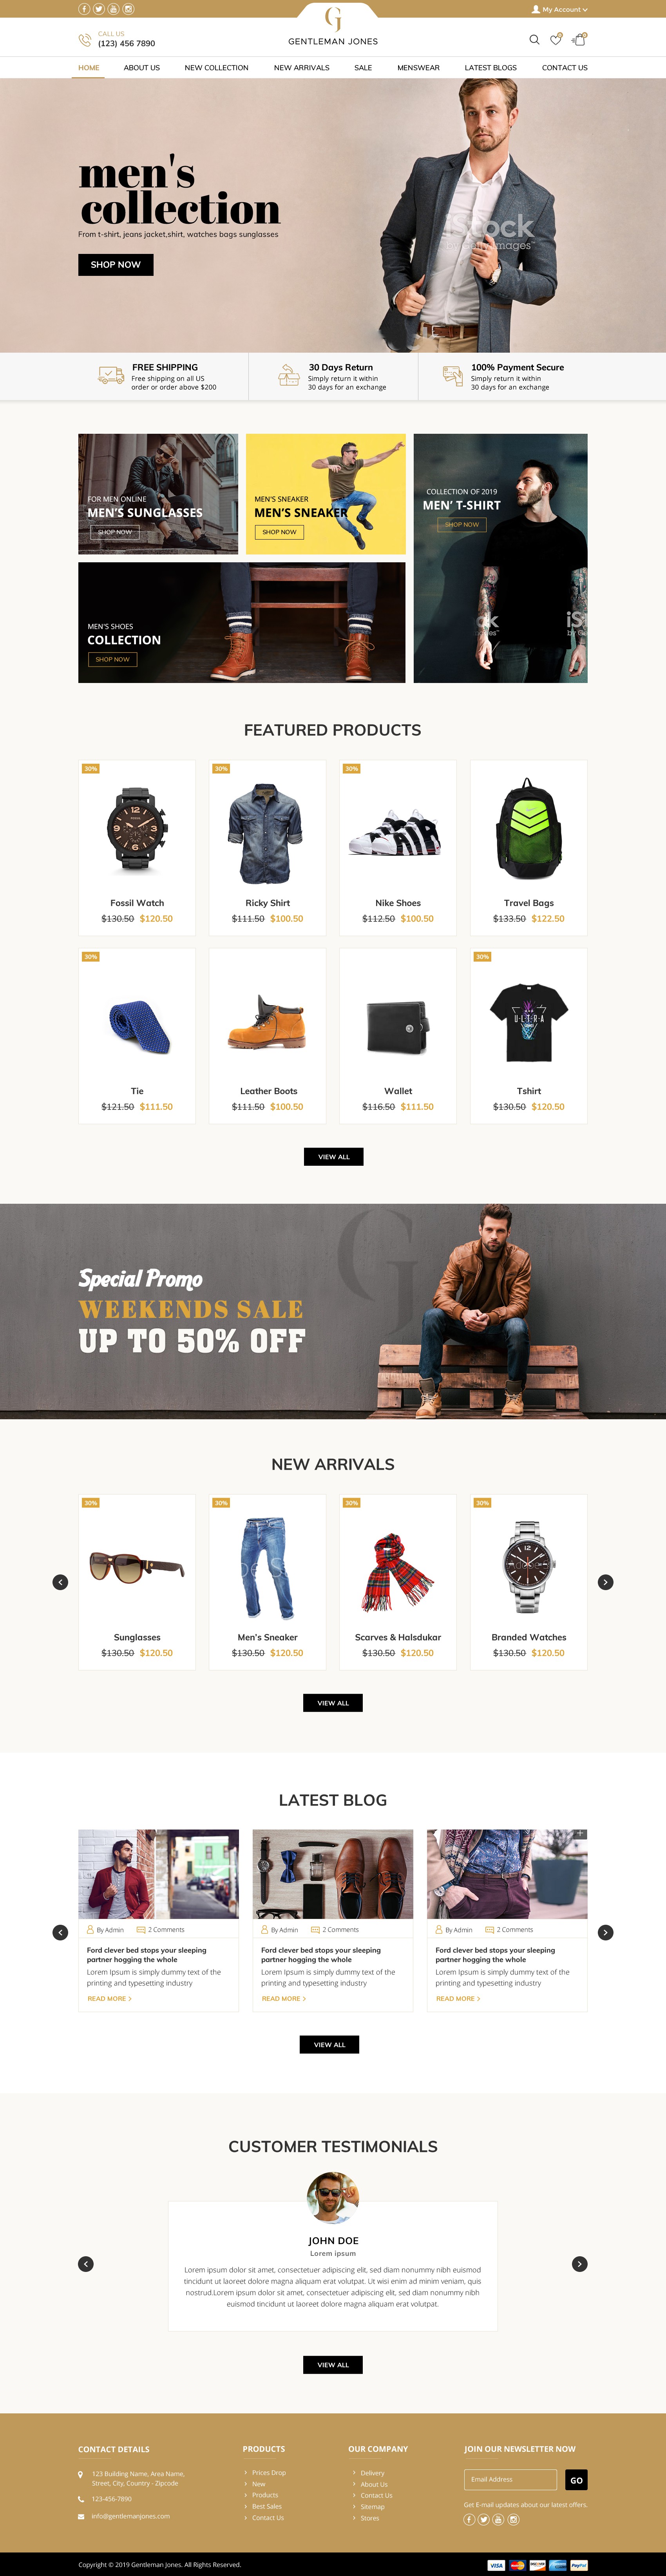 My Account
CALL US
(123) 456 7890
G
GENTLEMAN JONES
HOME ABOUT US NEW COLLECTION NEW ARRIVALS SALE MENSWEAR LATEST BLOGS CONTACT US
men's
collection
From t-shirt, jeans jacket,shirt, watches bags sunglasses
SHOP NOW
iStock
FREE SHIPPING
Free shipping on all US
order or order above $200
30 Days Return
Simply return it within
30 days for an exchange
100% Payment Secure
Simply return it within
30 days for an exchange
FOR MEN ONLINE
MEN'S SUNGLASSES
SHOP NOW
MEN'S SNEAKER
MEN'S SNEAKER
SHOP NOW
COLLECTION OF 2019
MEN' T-SHIRT
SHOP NOW
MEN'S SHOES
COLLECTION
SHOP NOW
FEATURED PRODUCTS
30% 30% 30%
Fossil Watch Ricky Shirt Nike Shoes Travel Bags
$130.50 $120.50 $111.50 $100.50 $112.50 $100.50 $133.50 $122.50
30% 30%
ULTRA
Tie Leather Boots Wallet Tshirt
$121.50 $111.50 $111.50 $100.50 $116.50 $111.50 $130.50 $120.50
VIEW ALL
G
Special Promo
WEEKENDS SALE
UP TO 50% OFF
NEW ARRIVALS
30% 30% 30% 30%
Sunglasses Men's Sneaker Scarves & Halsdukar Branded Watches
$130.50 $120.50 $130.50 $120.50 $130.50 $120.50 $130.50 $120.50
VIEW ALL
LATEST BLOG
By Admin 2 Comments
Ford clever bed stops your sleeping
partner hogging the whole
Lorem Ipsum is simply dummy text of the
printing and typesetting industry
READ MORE
By Admin 2 Comments
Ford clever bed stops your sleeping
partner hogging the whole
Lorem Ipsum is simply dummy text of the
printing and typesetting industry
READ MORE
By Admin 2 Comments
Ford clever bed stops your sleeping
partner hogging the whole
Lorem Ipsum is simply dummy text of the
printing and typesetting industry
READ MORE
VIEW ALL
CUSTOMER TESTIMONIALS
JOHN DOE
Lorem ipsum
Lorem ipsum dolor sit amet, consectetuer adipiscing elit, sed diam nonummy nibh euismod
tincidunt ut laoreet dolore magna aliquam erat volutpat. Ut wisi enim ad minim veniam, quis
nostrud.Lorem ipsum dolor sit amet, consectetuer adipiscing elit, sed diam nonummy nibh
euismod tincidunt ut laoreet dolore magna aliquam erat volutpat.
VIEW ALL
CONTACT DETAILS
123 Building Name, Area Name,
Street, City, Country - Zipcode
123-456-7890
info@gentlemanjones.com
PRODUCTS
Prices Drop
New
Products
Best Sales
Contact Us
OUR COMPANY
Delivery
About Us
Contact Us
Sitemap
Stores
JOIN OUR NEWSLETTER NOW
Email Address
GO
Get E-mail updates about our latest offers.
Copyright © 2019 Gentleman Jones. All Rights Reserved.
VISA PayPal